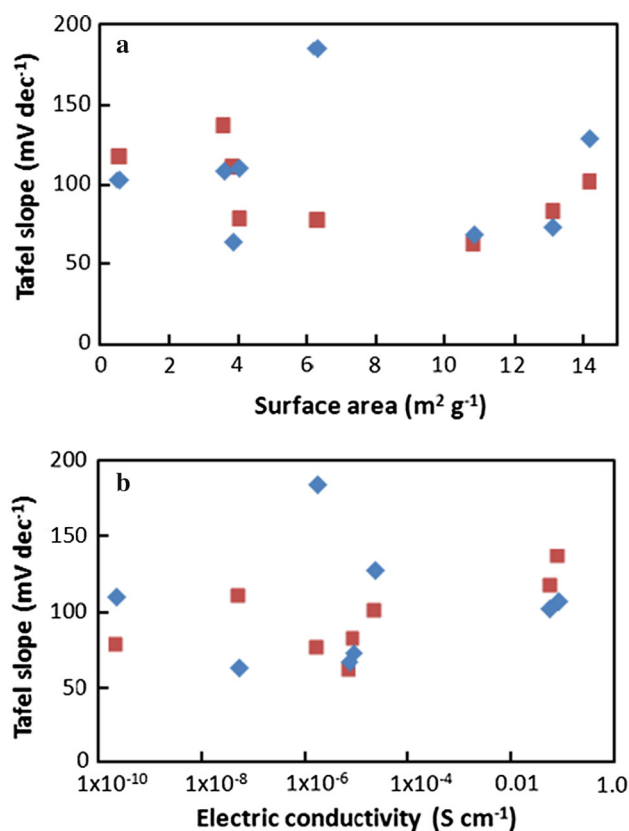 200
a
150
100
50
0
Tafel slope (mV dec⁻¹)
0 2 4 6 8 10 12 14
Surface area (m² g⁻¹)
200
b
150
100
50
0
Tafel slope (mV dec⁻¹)
1x10⁻¹⁰ 1x10⁻⁸ 1x10⁻⁶ 1x10⁻⁴ 0.01 1.0
Electric conductivity (S cm⁻¹)